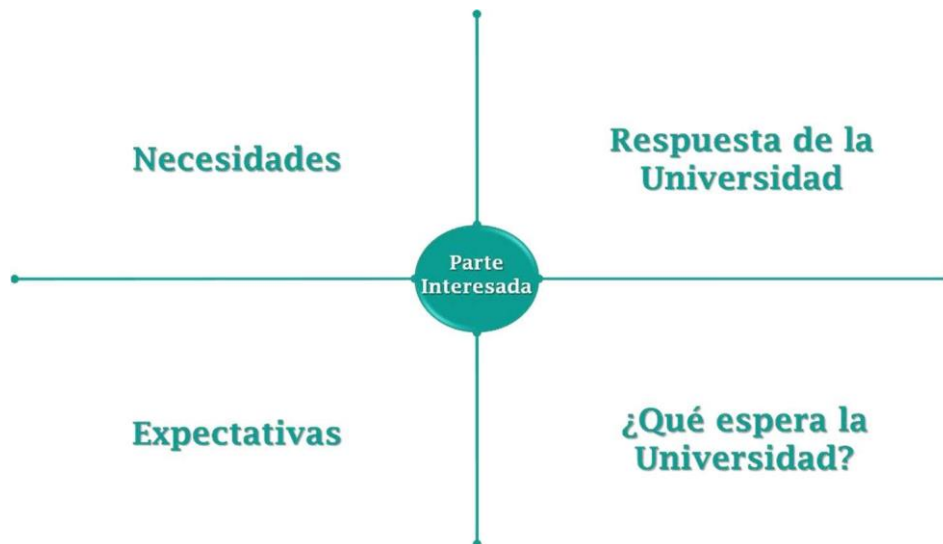 Necesidades
Respuesta de la
Universidad
Parte
Interesada
Expectativas
¿Qué espera la
Universidad?